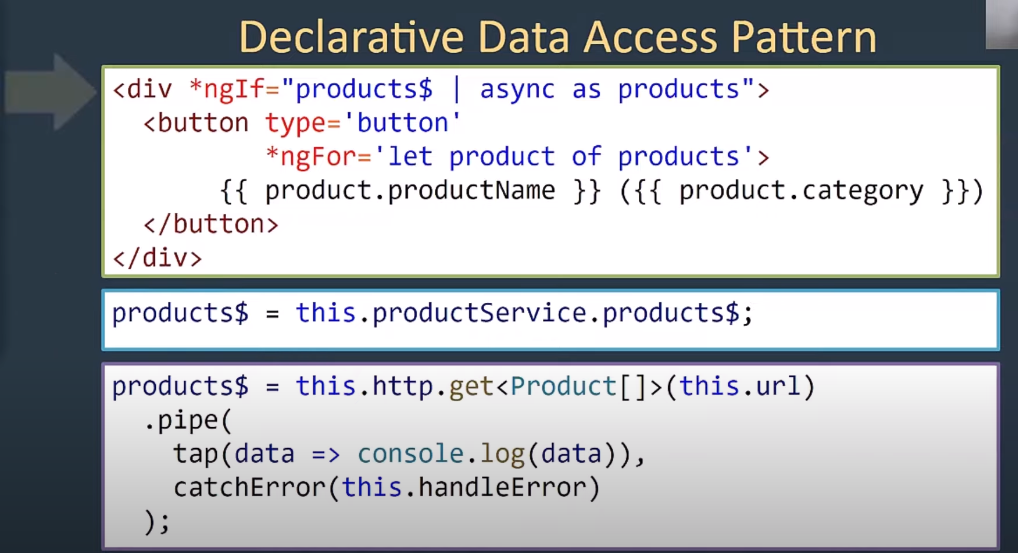 Declarative Data Access Pattern
<div *ngIf="products$ | async as products">
<button type='button'
*ngFor='let product of products'>
{{ product.productName }} ({{ product.category }})
</button>
</div>
products$ = this.productService.products$;
products$ = this.http.get<Product[]>(this.url)
.pipe(
tap(data => console.log(data)),
catchError(this.handleError)
);